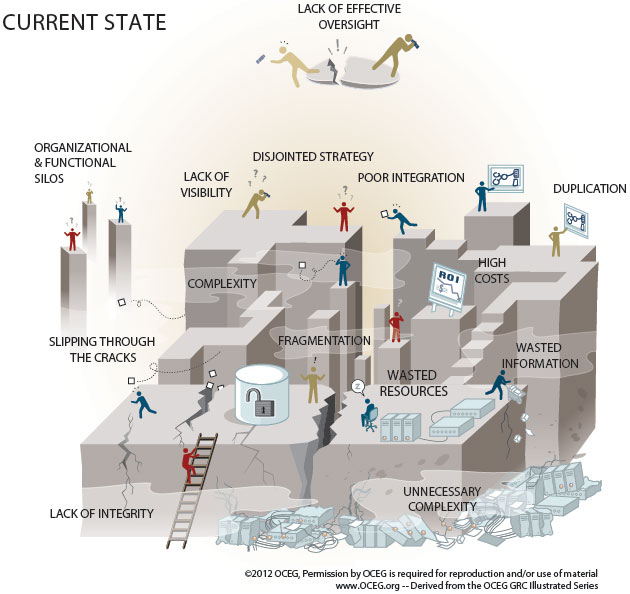 CURRENT STATE
LACK OF EFFECTIVE
OVERSIGHT
!
ORGANIZATIONAL
& FUNCTIONAL
SILOS
LACK OF
VISIBILITY
DISJOINTED STRATEGY
POOR INTEGRATION
DUPLICATION
? ? ?
? ? ?
? ?
?
COMPLEXITY
HIGH
COSTS
ROI
SLIPPING THROUGH
THE CRACKS
FRAGMENTATION
!
?
WASTED
RESOURCES
WASTED
INFORMATION
Z
LACK OF INTEGRITY
UNNECESSARY
COMPLEXITY
©2012 OCEG, Permission by OCEG is required for reproduction and/or use of material
www.OCEG.org -- Derived from the OCEG GRC Illustrated Series